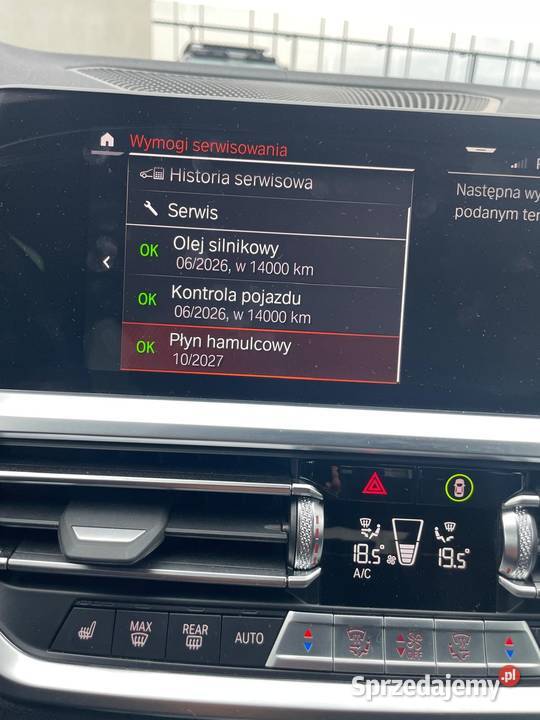 Wymogi serwisowania
Historia serwisowa
Serwis
OK Olej silnikowy
06/2026, w 14000 km
OK Kontrola pojazdu
06/2026, w 14000 km
OK Płyn hamulcowy
10/2027
Następna wy
podanym ter
18.5°
19.5°
A/C
MAX
REAR
AUTO
OFF
Sprzedajemy.pl